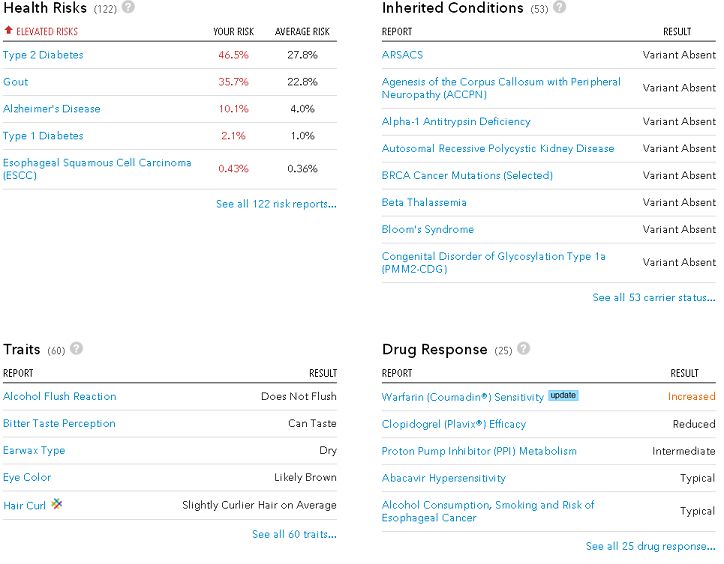 Health Risks (122) ?
ELEVATED RISKS YOUR RISK AVERAGE RISK
Type 2 Diabetes 46.5% 27.8%
Gout 35.7% 22.8%
Alzheimer's Disease 10.1% 4.0%
Type 1 Diabetes 2.1% 1.0%
Esophageal Squamous Cell Carcinoma
(ESCC) 0.43% 0.36%
See all 122 risk reports...
Inherited Conditions (53) ?
REPORT RESULT
ARSACS Variant Absent
Agenesis of the Corpus Callosum with Peripheral
Neuropathy (ACCPN) Variant Absent
Alpha-1 Antitrypsin Deficiency Variant Absent
Autosomal Recessive Polycystic Kidney Disease Variant Absent
BRCA Cancer Mutations (Selected) Variant Absent
Beta Thalassemia Variant Absent
Bloom's Syndrome Variant Absent
Congenital Disorder of Glycosylation Type 1a
(PMM2-CDG) Variant Absent
See all 53 carrier status...
Traits (60) ?
REPORT RESULT
Alcohol Flush Reaction Does Not Flush
Bitter Taste Perception Can Taste
Earwax Type Dry
Eye Color Likely Brown
Hair Curl Slightly Curlier Hair on Average
See all 60 traits...
Drug Response (25) ?
REPORT RESULT
Warfarin (Coumadin®) Sensitivity update Increased
Clopidogrel (Plavix®) Efficacy Reduced
Proton Pump Inhibitor (PPI) Metabolism Intermediate
Abacavir Hypersensitivity Typical
Alcohol Consumption, Smoking and Risk of
Esophageal Cancer Typical
See all 25 drug response...